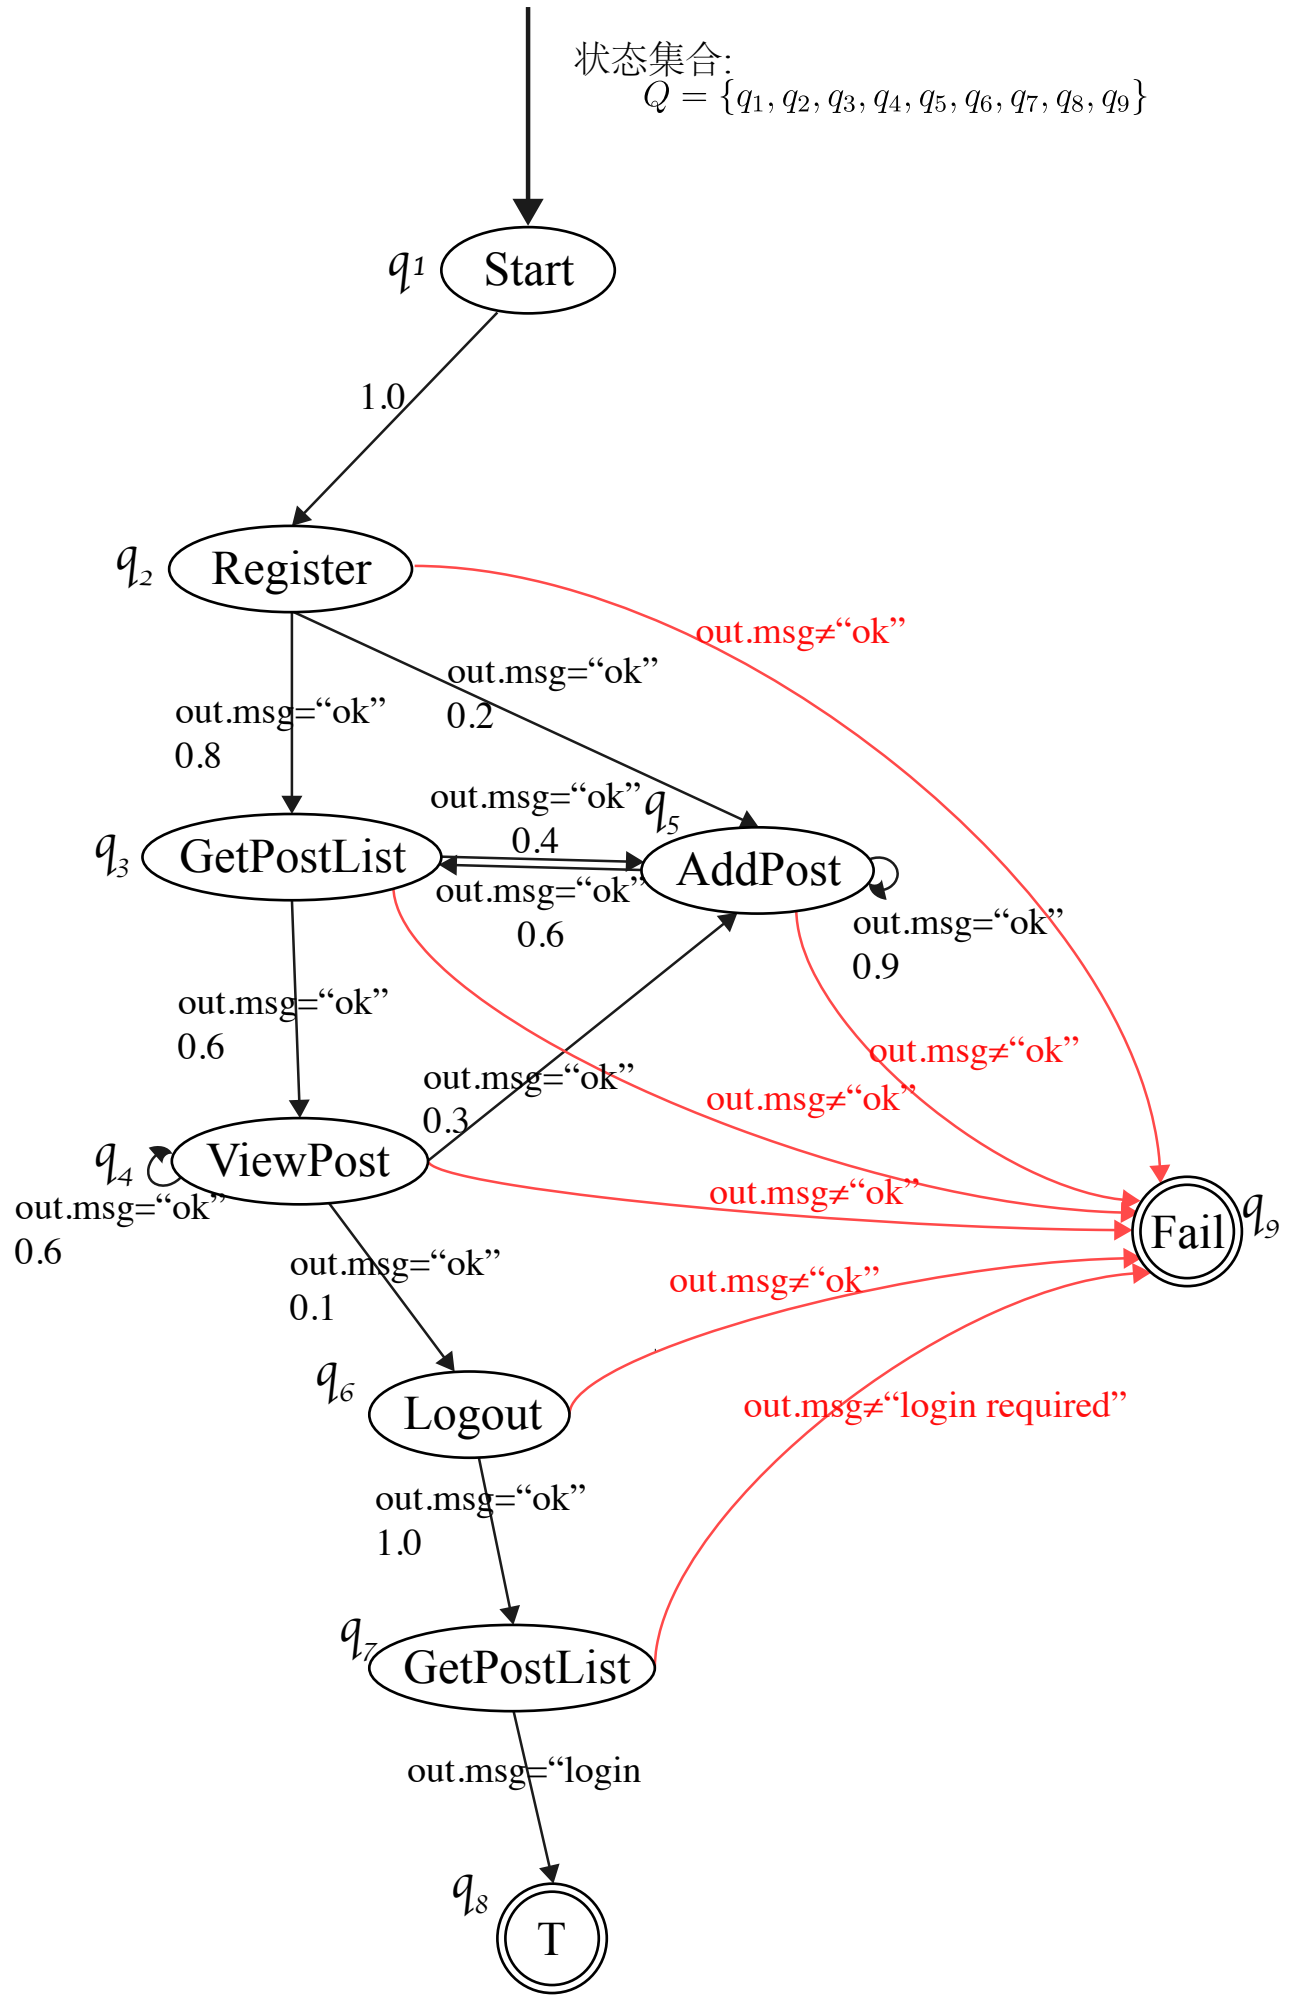 状态集合:
Q = {q₁, q₂, q₃, q₄, q₅, q₆, q₇, q₈, q₉}
q₁
Start
1.0
q₂
Register
out.msg≠“ok”
out.msg=“ok”
0.2
out.msg=“ok”
0.8
out.msg=“ok”
0.4
q₅
q₃
GetPostList
AddPost
out.msg=“ok”
0.6
out.msg=“ok”
0.9
out.msg=“ok”
0.6
out.msg≠“ok”
out.msg=“ok”
0.3
out.msg≠“ok”
q₄
ViewPost
out.msg=“ok”
0.6
out.msg≠“ok”
Fail
q₉
out.msg=“ok”
0.1
out.msg≠“ok”
q₆
Logout
out.msg≠“login required”
out.msg=“ok”
1.0
q₇
GetPostList
out.msg=“login
q₈
T